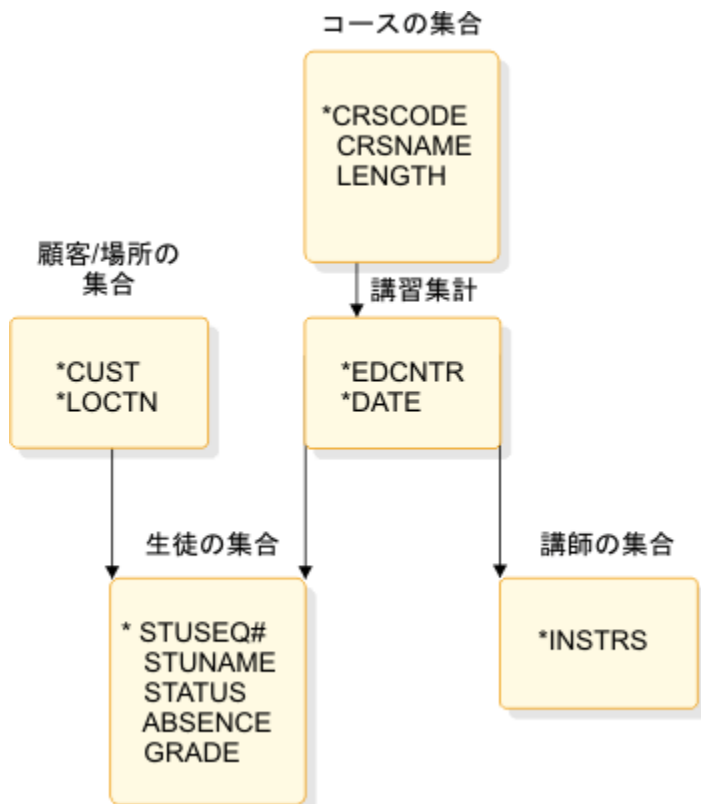 コースの集合
*CRSCODE
CRSNAME
LENGTH
顧客/場所の
集合
講習集計
*CUST
*LOCTN
*EDCNTR
*DATE
生徒の集合
講師の集合
* STUSEQ#
STUNAME
STATUS
ABSENCE
GRADE
*INSTRS